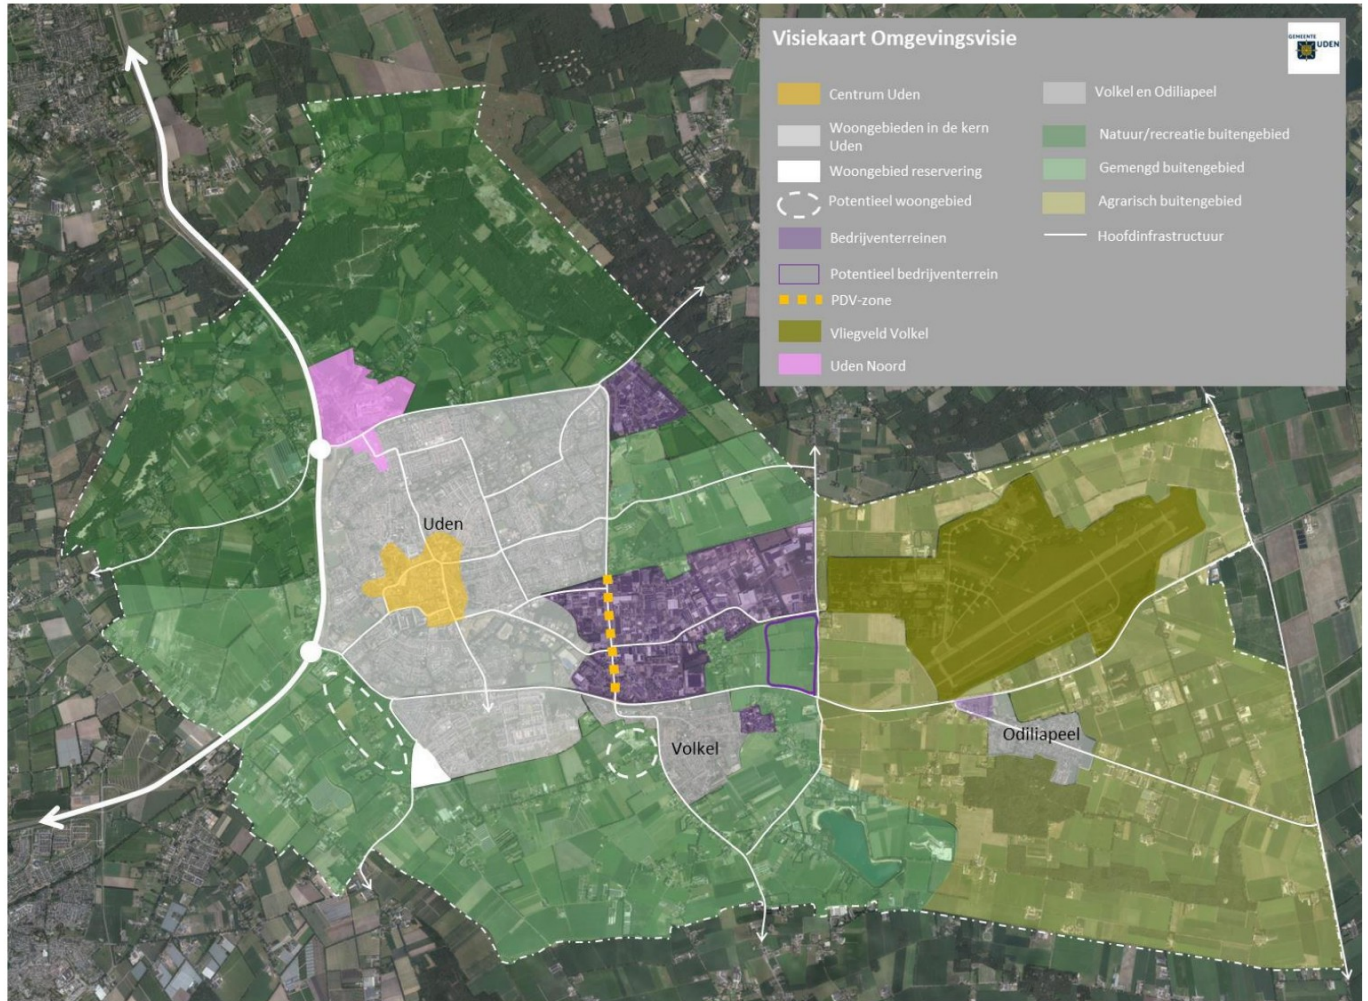 Visiekaart Omgevingsvisie
GEMEENTE
UDEN
Centrum Uden
Woongebieden in de kern
Uden
Woongebied reservering
Potentieel woongebied
Bedrijventerreinen
Potentieel bedrijventerrein
PDV-zone
Vliegveld Volkel
Uden Noord
Volkel en Odiliapeel
Natuur/recreatie buitengebied
Gemengd buitengebied
Agrarisch buitengebied
Hoofdinfrastructuur
Uden
Volkel
Odiliapeel